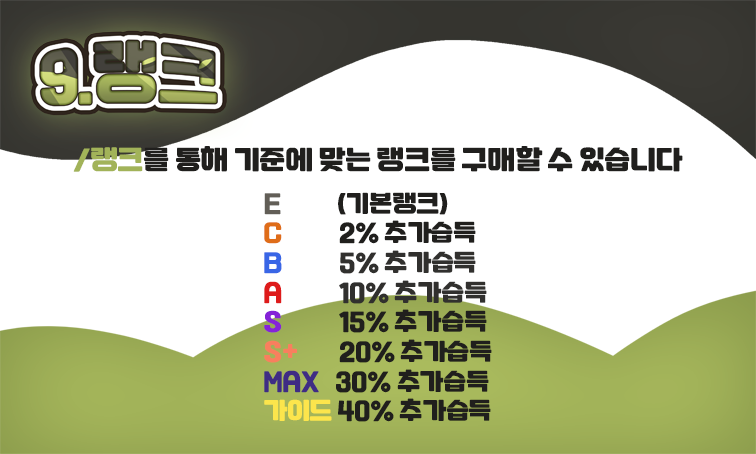 9.랭크
/랭크를 통해 기준에 맞는 랭크를 구매할 수 있습니다
E (기본랭크)
C 2% 추가습득
B 5% 추가습득
A 10% 추가습득
S 15% 추가습득
S+ 20% 추가습득
MAX 30% 추가습득
가이드 40% 추가습득